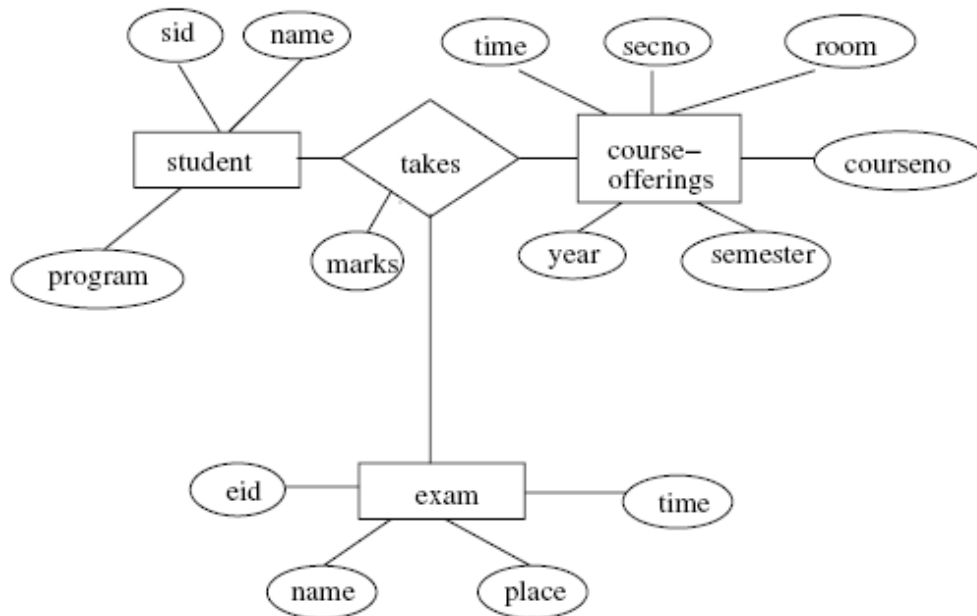 sid
name
time
secno
room
student
takes
course-
offerings
courseno
program
marks
year
semester
eid
exam
time
name
place